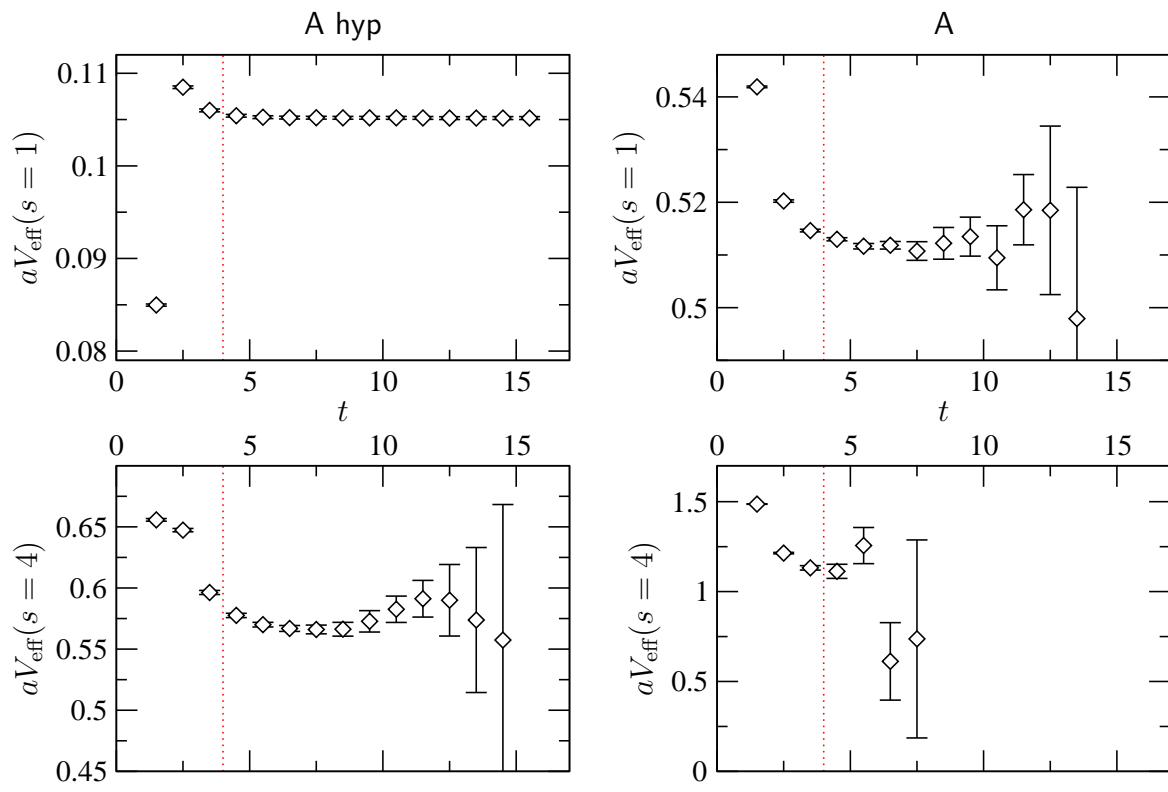 A hyp
A
0.11
0.1
0.09
0.08
aV_eff(s = 1)
0 5 10 15
t
0.54
0.52
0.5
aV_eff(s = 1)
0 5 10 15
t
0 5 10 15
0.65
0.6
0.55
0.5
0.45
aV_eff(s = 4)
0 5 10 15
1.5
1
0.5
0
aV_eff(s = 4)